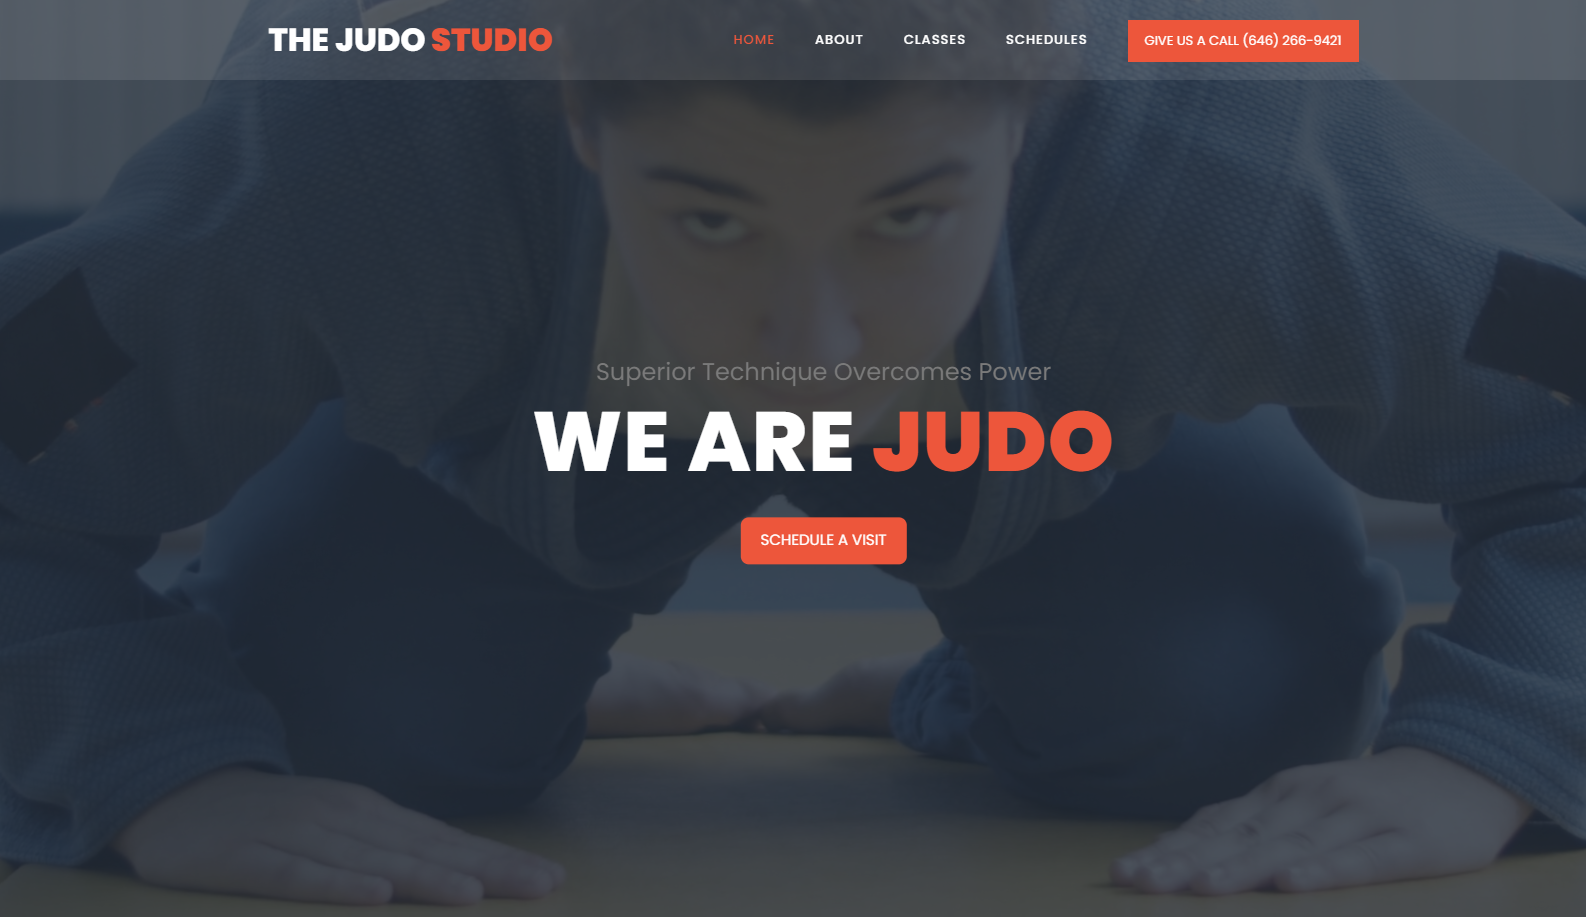 THE JUDO STUDIO
HOME ABOUT CLASSES SCHEDULES GIVE US A CALL (646) 266-9421
Superior Technique Overcomes Power
WE ARE JUDO
SCHEDULE A VISIT